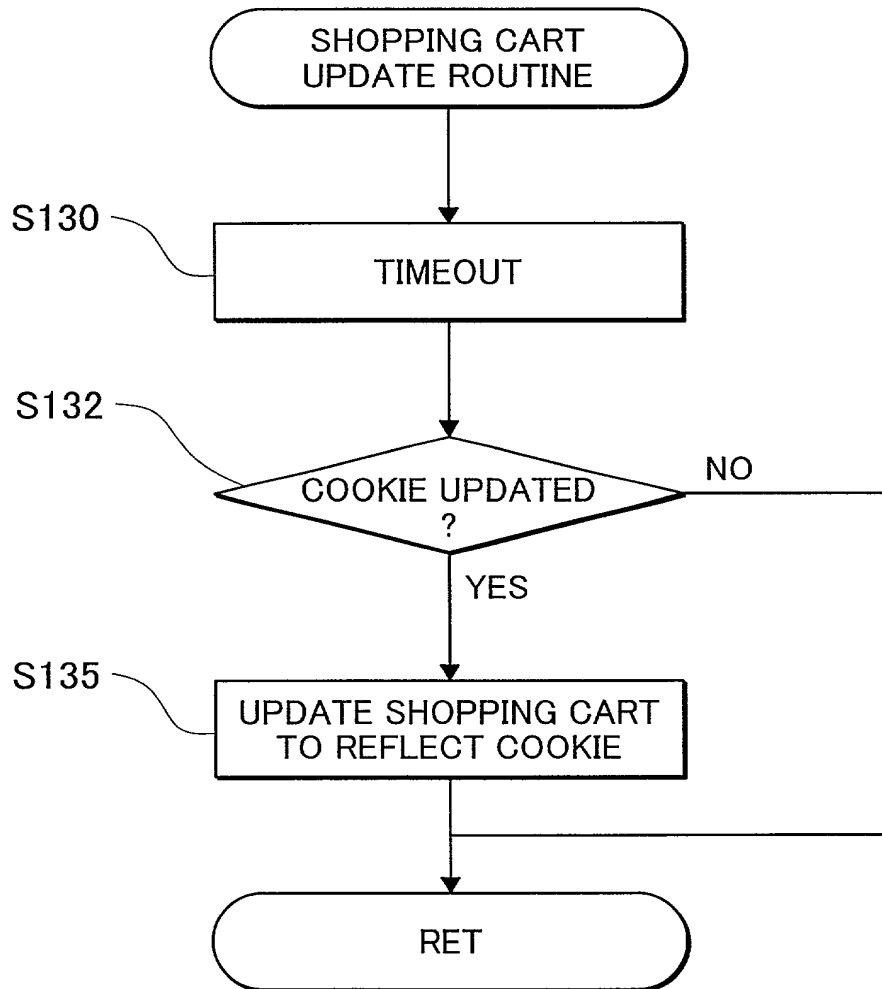 SHOPPING CART
UPDATE ROUTINE
S130
TIMEOUT
S132
COOKIE UPDATED
?
NO
YES
S135
UPDATE SHOPPING CART
TO REFLECT COOKIE
RET